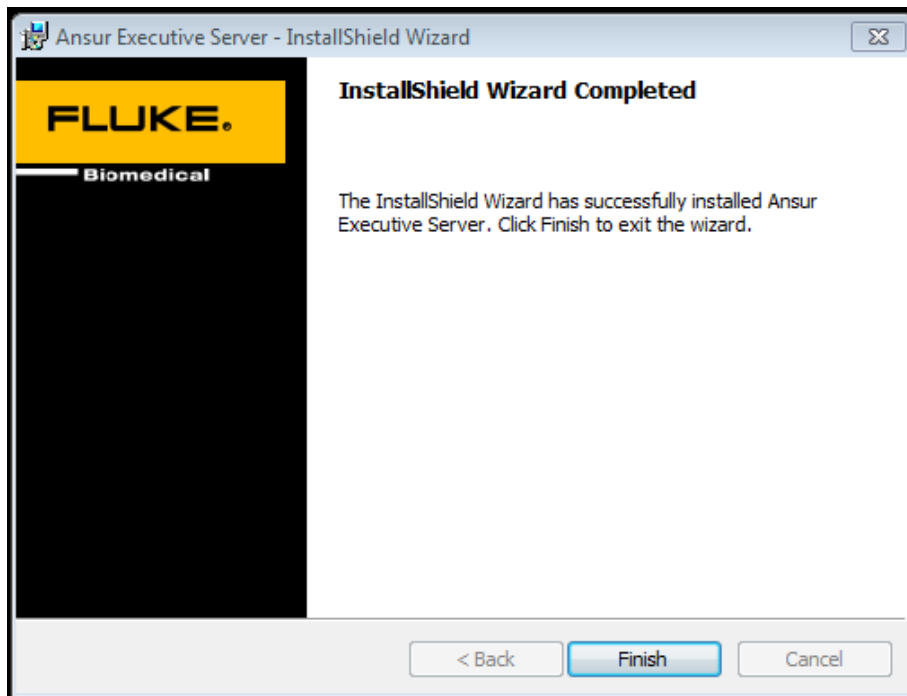 Ansur Executive Server - InstallShield Wizard
FLUKE®
Biomedical
InstallShield Wizard Completed
The InstallShield Wizard has successfully installed Ansur
Executive Server. Click Finish to exit the wizard.
< Back
Finish
Cancel